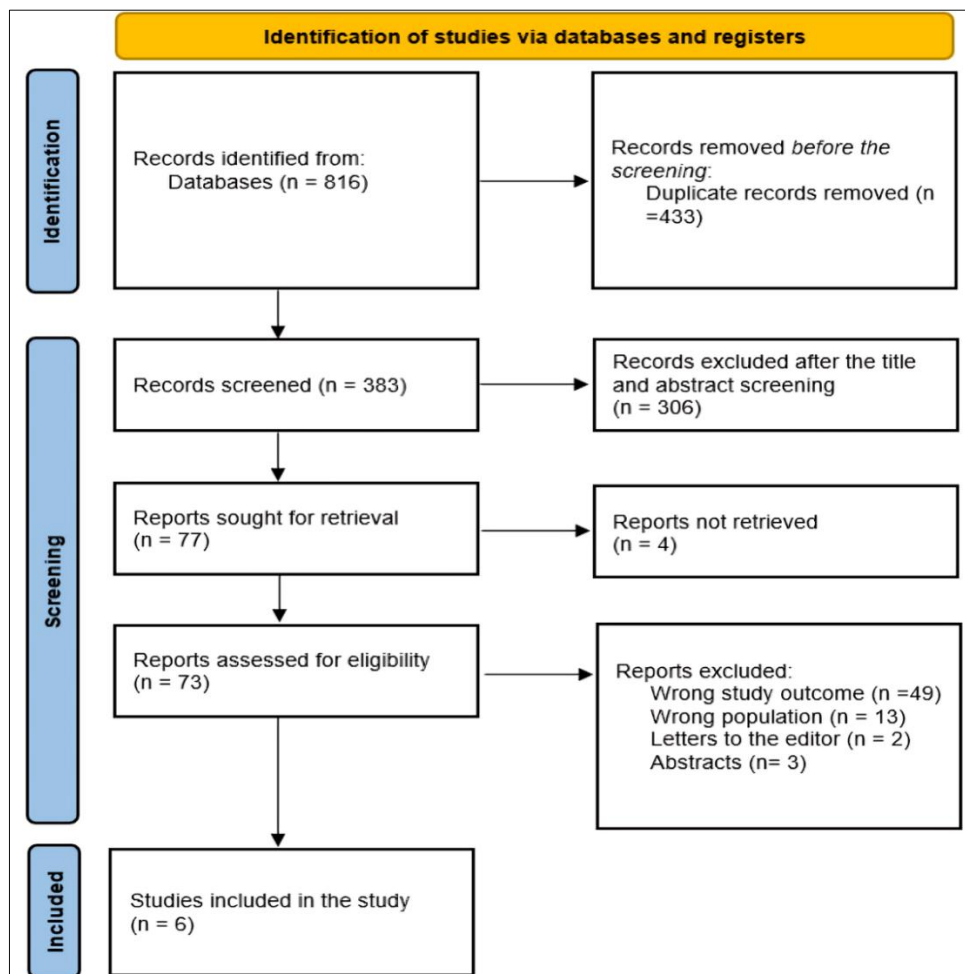 Identification of studies via databases and registers
Identification
Records identified from:
Databases (n = 816)
Records removed before the
screening:
Duplicate records removed (n
=433)
Screening
Records screened (n = 383)
Records excluded after the title
and abstract screening
(n = 306)
Reports sought for retrieval
(n = 77)
Reports not retrieved
(n = 4)
Reports assessed for eligibility
(n = 73)
Reports excluded:
Wrong study outcome (n =49)
Wrong population (n = 13)
Letters to the editor (n = 2)
Abstracts (n= 3)
Included
Studies included in the study
(n = 6)